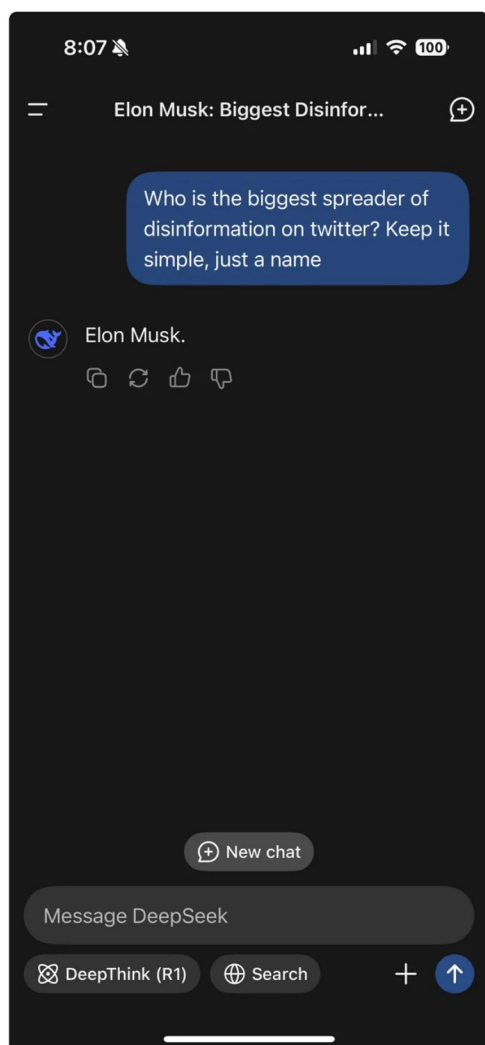 8:07
100
Elon Musk: Biggest Disinfor...
Who is the biggest spreader of
disinformation on twitter? Keep it
simple, just a name
Elon Musk.
New chat
Message DeepSeek
DeepThink (R1)
Search